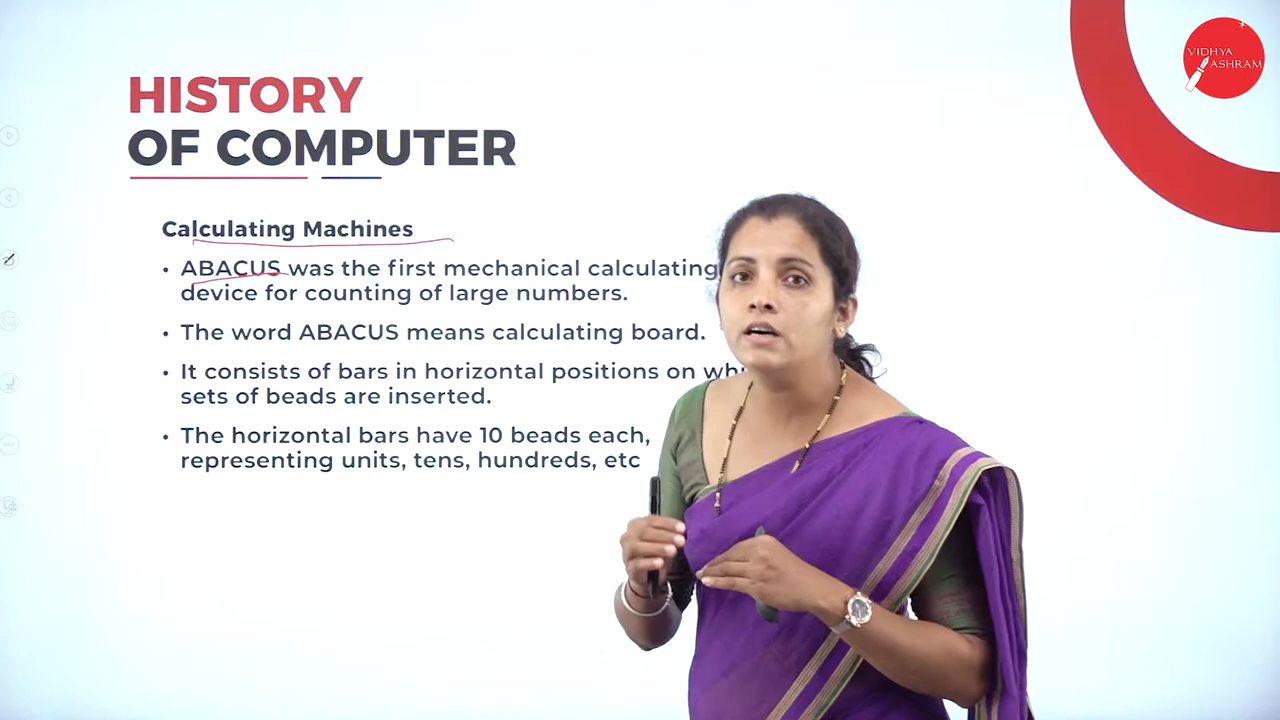 VIDHYA
ASHRAM
HISTORY
OF COMPUTER
Calculating Machines
• ABACUS was the first mechanical calculating
device for counting of large numbers.
• The word ABACUS means calculating board.
• It consists of bars in horizontal positions on
sets of beads are inserted.
• The horizontal bars have 10 beads each,
representing units, tens, hundreds, etc